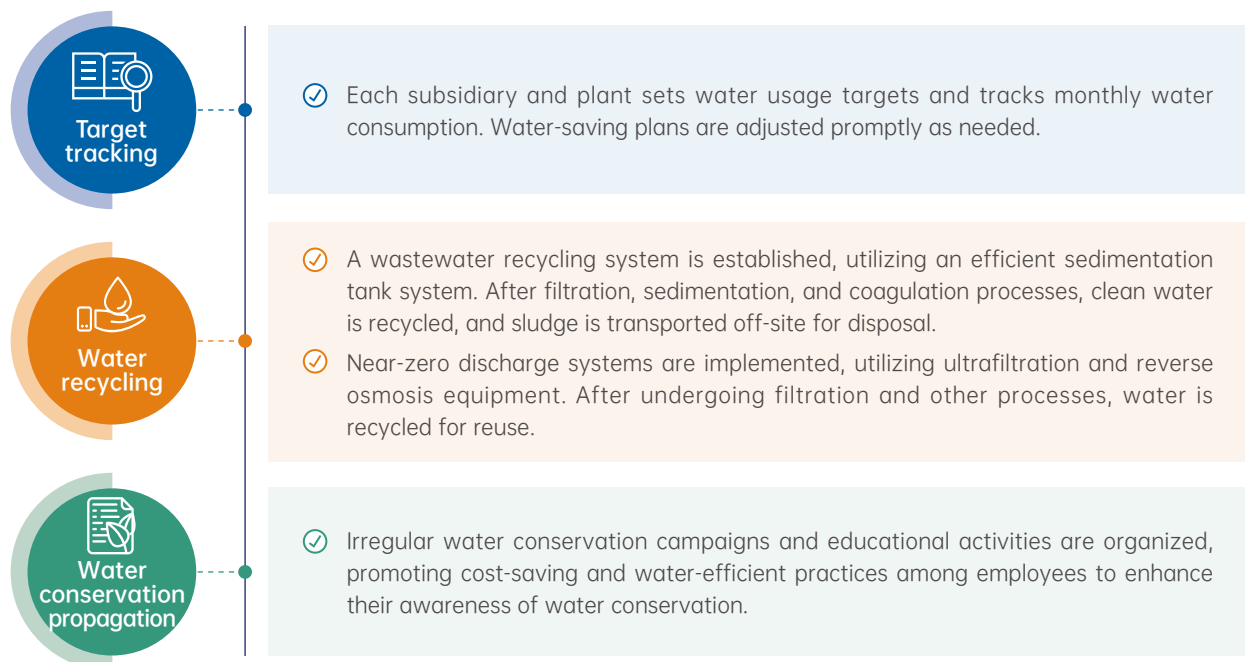 Target
tracking
Each subsidiary and plant sets water usage targets and tracks monthly water
consumption. Water-saving plans are adjusted promptly as needed.
Water
recycling
A wastewater recycling system is established, utilizing an efficient sedimentation
tank system. After filtration, sedimentation, and coagulation processes, clean water
is recycled, and sludge is transported off-site for disposal.
Near-zero discharge systems are implemented, utilizing ultrafiltration and reverse
osmosis equipment. After undergoing filtration and other processes, water is
recycled for reuse.
Water
conservation
propagation
Irregular water conservation campaigns and educational activities are organized,
promoting cost-saving and water-efficient practices among employees to enhance
their awareness of water conservation.